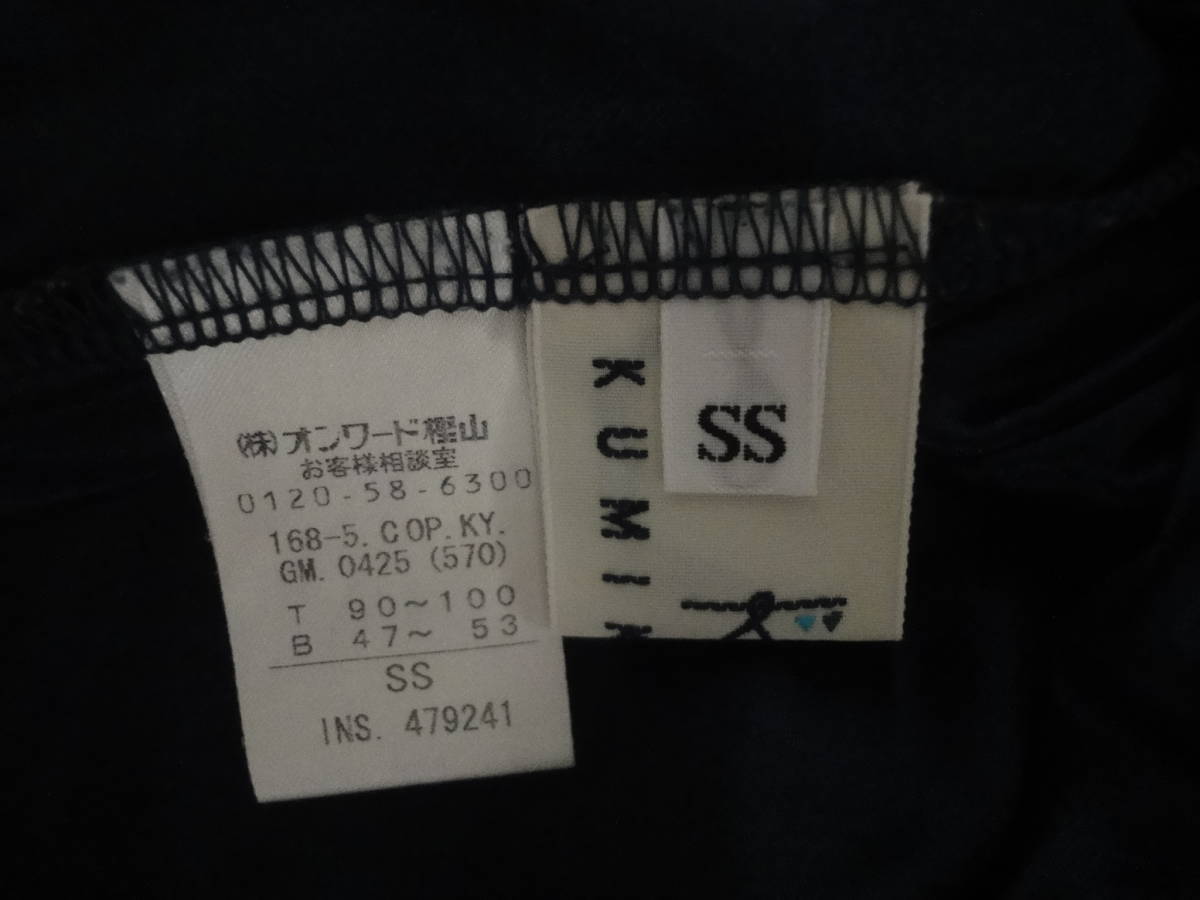 (株)オンワード樫山
お客様相談室
0120-58-6300
168-5. COP. KY.
GM. 0425 (570)
T 90～100
B 47～ 53
SS
INS. 479241
SS
KUMIK